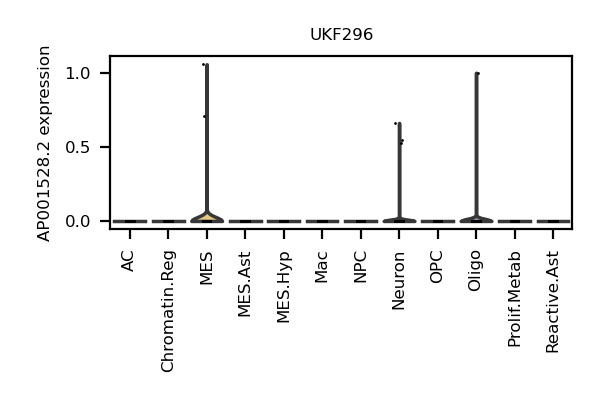 UKF296
AP001528.2 expression
1.0
0.5
0.0
AC
Chromatin.Reg
MES
MES.Ast
MES.Hyp
Mac
NPC
Neuron
OPC
Oligo
Prolif.Metab
Reactive.Ast